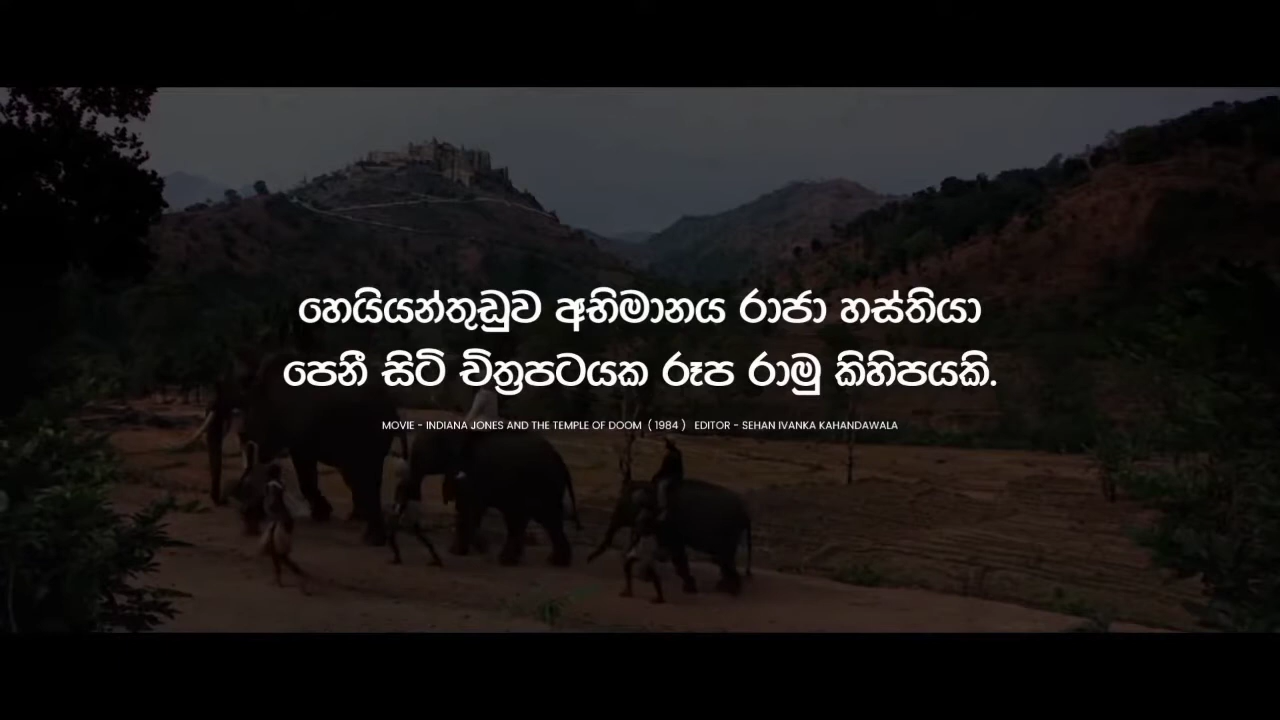 හෙයියන්තුඩුව අභිමානය රාජා හස්තියා
පෙනී සිටි චිත්‍රපටයක රූප රාමු කිහිපයකි.
MOVIE - INDIANA JONES AND THE TEMPLE OF DOOM ( 1984 ) EDITOR - SEHAN IVANKA KAHANDAWALA